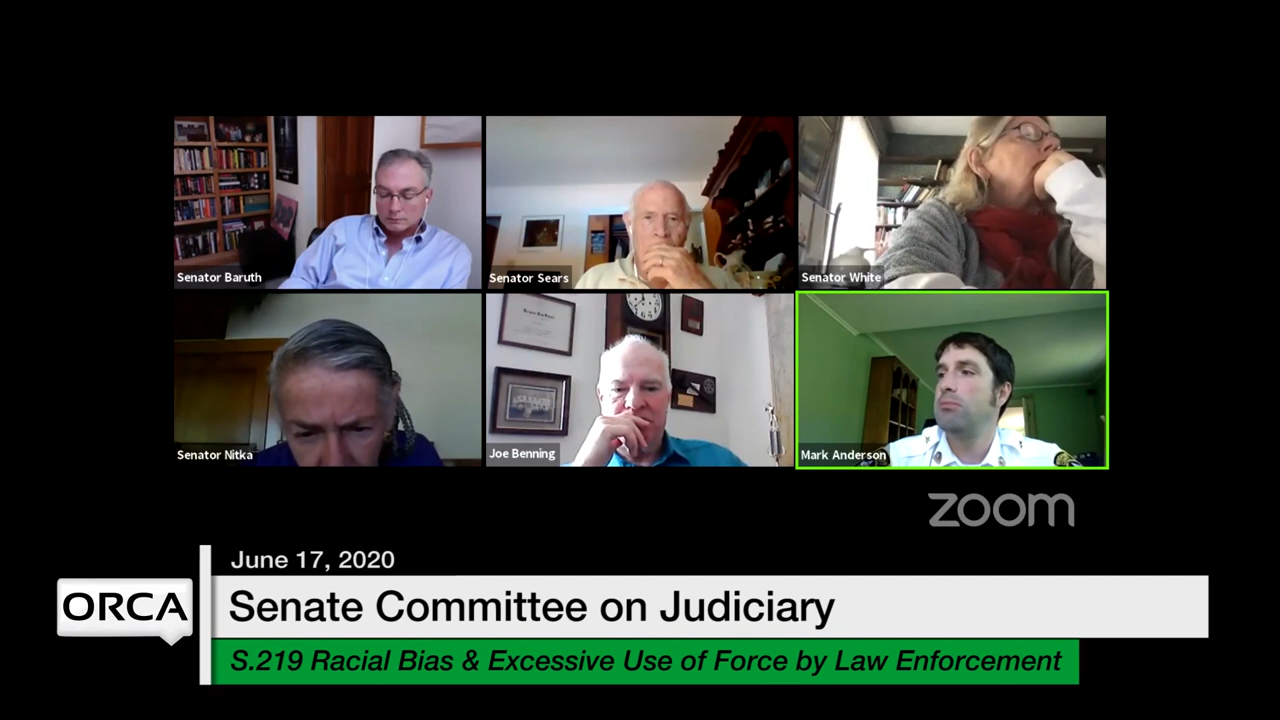 Senator Baruth
Senator Sears
Senator White
Senator Nitka
Joe Benning
Mark Anderson
zoom
June 17, 2020
ORCA
Senate Committee on Judiciary
S.219 Racial Bias & Excessive Use of Force by Law Enforcement